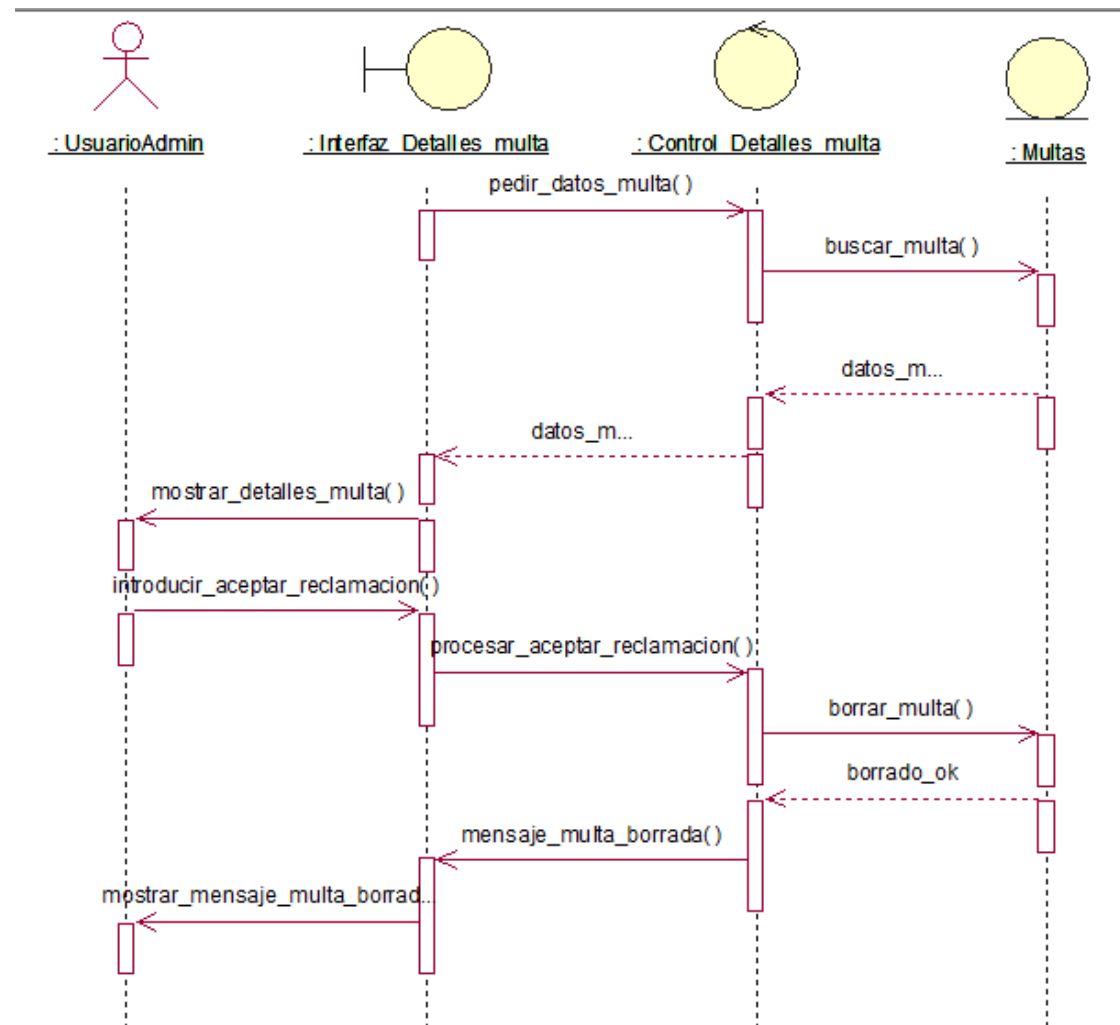 : UsuarioAdmin
: Interfaz_Detalles_multa
: Control_Detalles_multa
: Multas
pedir_datos_multa( )
buscar_multa( )
datos_m...
datos_m...
mostrar_detalles_multa( )
introducir_aceptar_reclamacion( )
procesar_aceptar_reclamacion( )
borrar_multa( )
borrado_ok
mensaje_multa_borrada( )
mostrar_mensaje_multa_borrad...